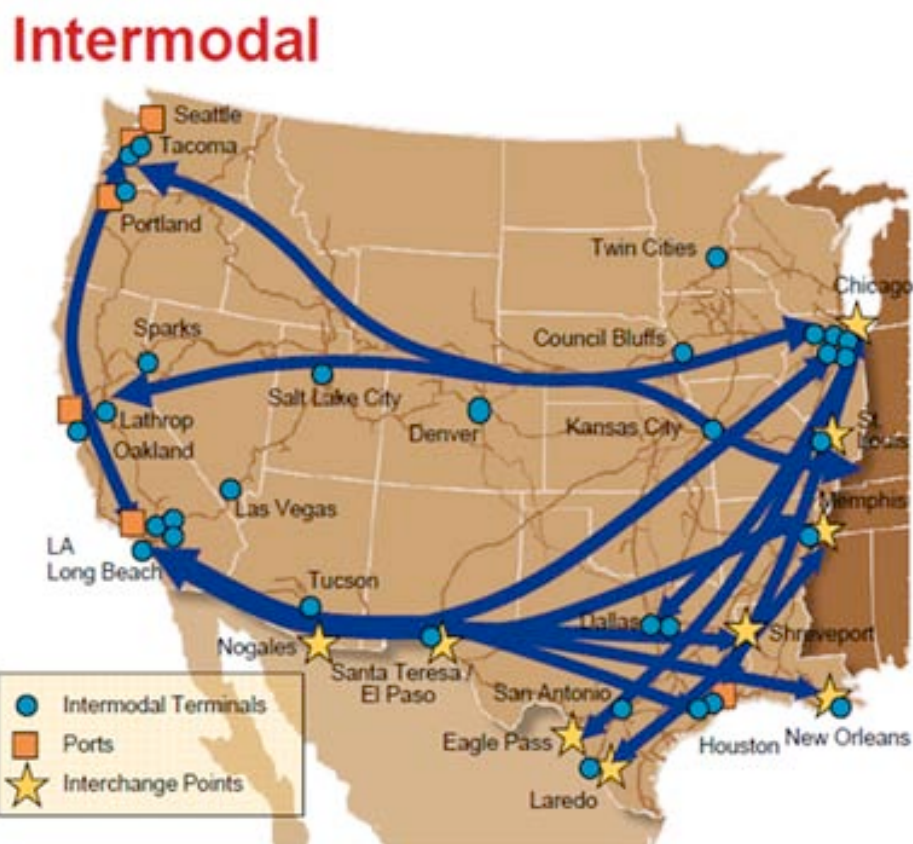 Intermodal
Seattle
Tacoma
Portland
Twin Cities
Chicago
Sparks
Council Bluffs
Salt Lake City
Lathrop
Oakland
Denver
Kansas City
St.
Louis
Las Vegas
Memphis
LA
Long Beach
Tucson
Dallas
Shreveport
Nogales
Santa Teresa /
El Paso
San Antonio
Eagle Pass
Houston
New Orleans
Laredo
Intermodal Terminals
Ports
Interchange Points